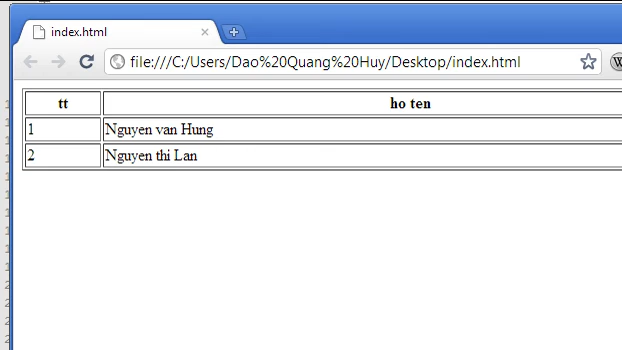 index.html
file:///C:/Users/Dao%20Quang%20Huy/Desktop/index.html
tt ho ten
1 Nguyen van Hung
2 Nguyen thi Lan